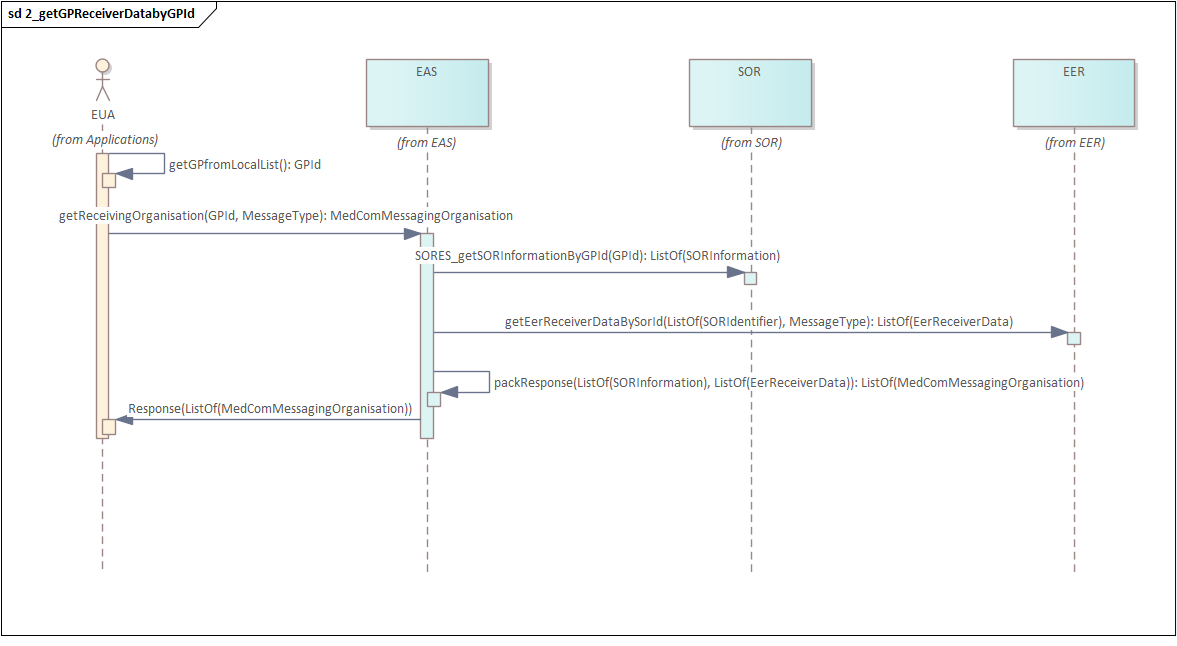 sd 2_getGPReceiverDatabyGPId
EUA
(from Applications)
EAS
(from EAS)
SOR
(from SOR)
EER
(from EER)
getGPfromLocalList(): GPId
getReceivingOrganisation(GPId, MessageType): MedComMessagingOrganisation
SORES_getSORInformationByGPId(GPId): ListOf(SORInformation)
getEerReceiverDataBySorId(ListOf(SORIdentifier), MessageType): ListOf(EerReceiverData)
packResponse(ListOf(SORInformation), ListOf(EerReceiverData)): ListOf(MedComMessagingOrganisation)
Response(ListOf(MedComMessagingOrganisation))